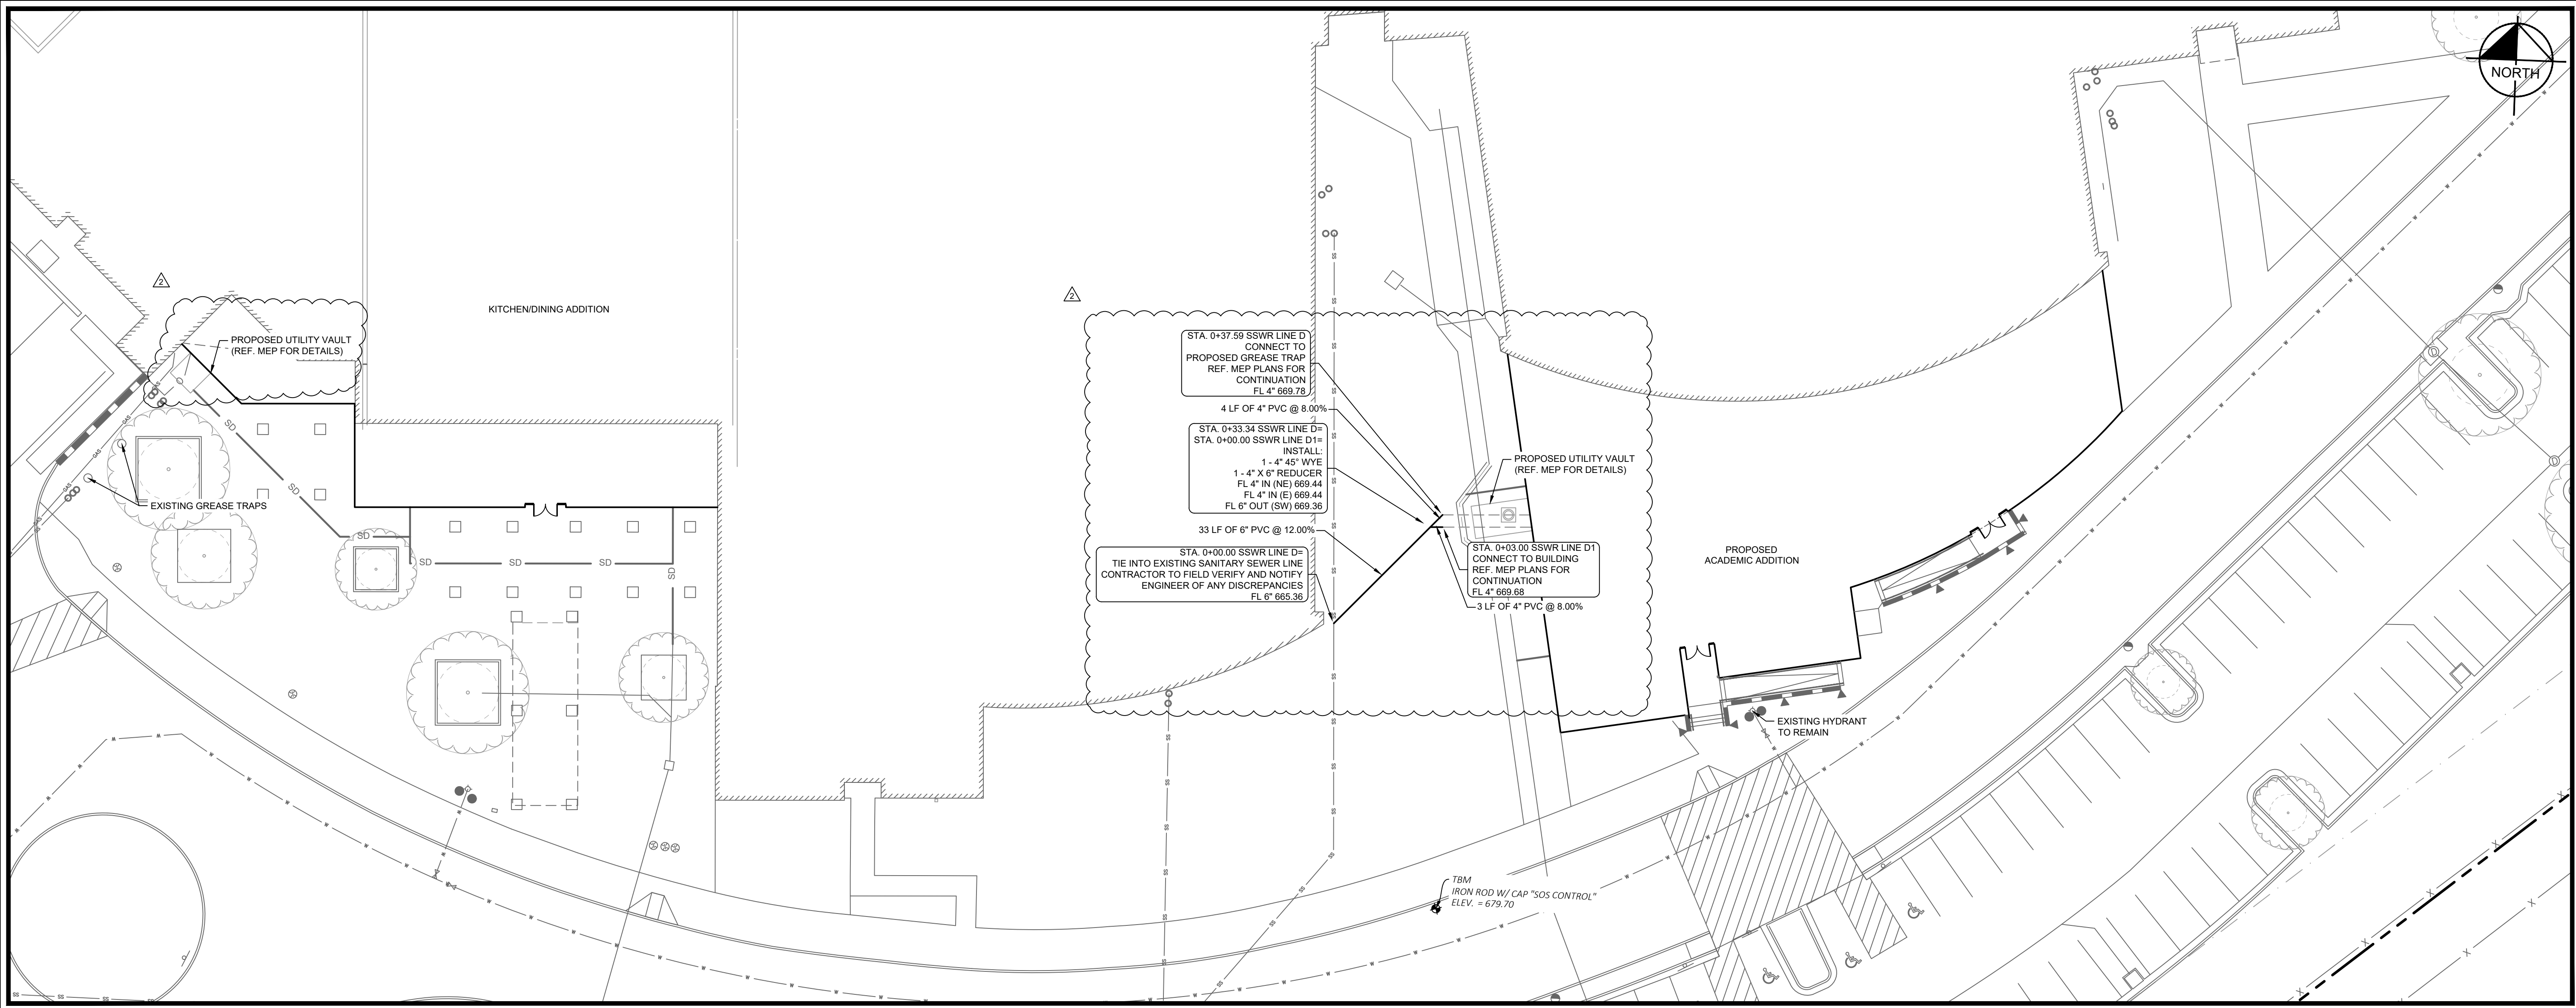 NORTH
2
2
KITCHEN/DINING ADDITION
PROPOSED UTILITY VAULT
(REF. MEP FOR DETAILS)
GAS
GAS
GAS
GAS
EXISTING GREASE TRAPS
SD
SD
SD
SD
SD
SD
SD
STA. 0+37.59 SSWR LINE D
CONNECT TO
PROPOSED GREASE TRAP
REF. MEP PLANS FOR
CONTINUATION
FL 4" 669.78
4 LF OF 4" PVC @ 8.00%
STA. 0+33.34 SSWR LINE D=
STA. 0+00.00 SSWR LINE D1=
INSTALL:
1 - 4" 45° WYE
1 - 4" X 6" REDUCER
FL 4" IN (NE) 669.44
FL 4" IN (E) 669.44
FL 6" OUT (SW) 669.36
33 LF OF 6" PVC @ 12.00%
STA. 0+00.00 SSWR LINE D=
TIE INTO EXISTING SANITARY SEWER LINE
CONTRACTOR TO FIELD VERIFY AND NOTIFY
ENGINEER OF ANY DISCREPANCIES
FL 6" 665.36
PROPOSED UTILITY VAULT
(REF. MEP FOR DETAILS)
STA. 0+03.00 SSWR LINE D1
CONNECT TO BUILDING
REF. MEP PLANS FOR
CONTINUATION
FL 4" 669.68
3 LF OF 4" PVC @ 8.00%
PROPOSED
ACADEMIC ADDITION
EXISTING HYDRANT
TO REMAIN
TBM
IRON ROD W/ CAP "SOS CONTROL"
ELEV. = 679.70